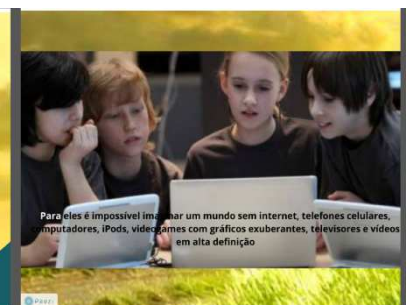 Para eles é impossível imaginar um mundo sem internet, telefones celulares,
computadores, iPods, videogames com gráficos exuberantes, televisores e vídeos
em alta definição
Prezi